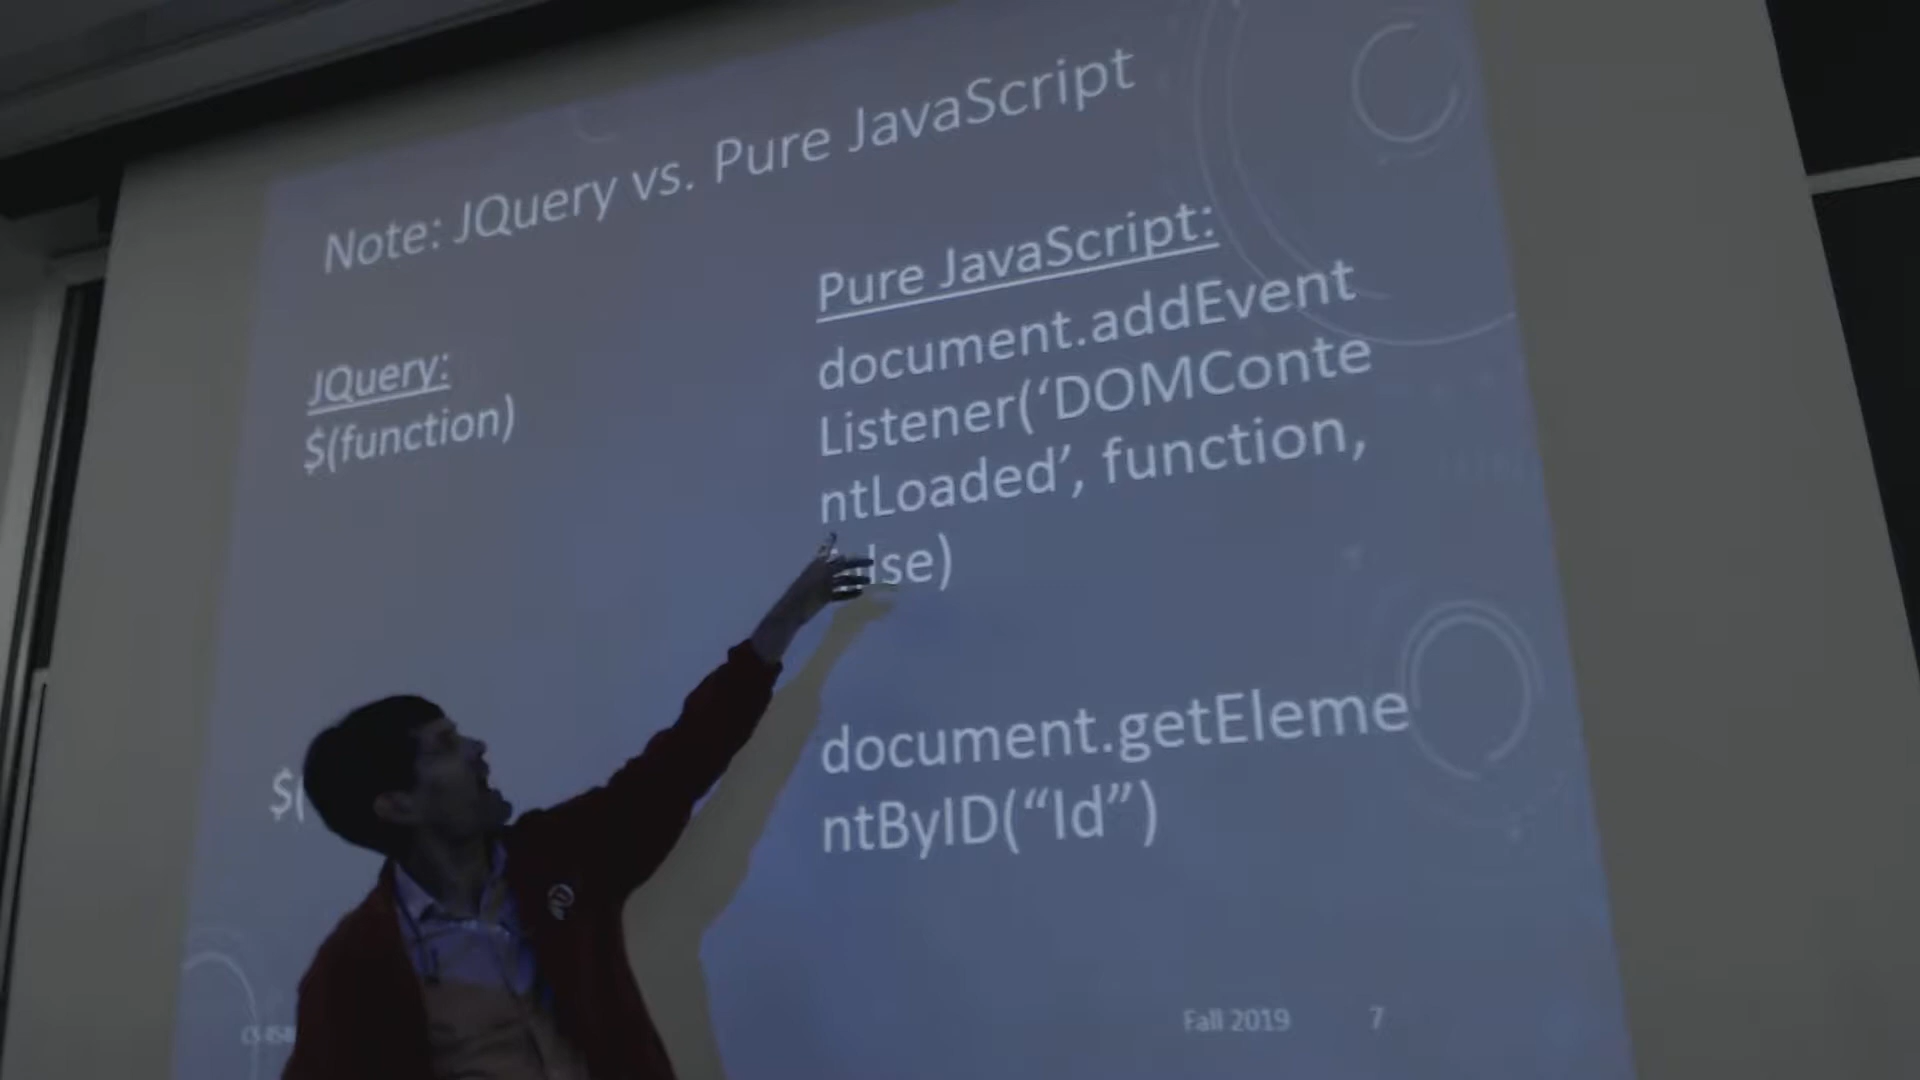 Note: JQuery vs. Pure JavaScript
JQuery:
$(function)
$(
Pure JavaScript:
document.addEvent
Listener(‘DOMConte
ntLoaded’, function,
lse)
document.getEleme
ntByID(“Id”)
Fall 2019
7